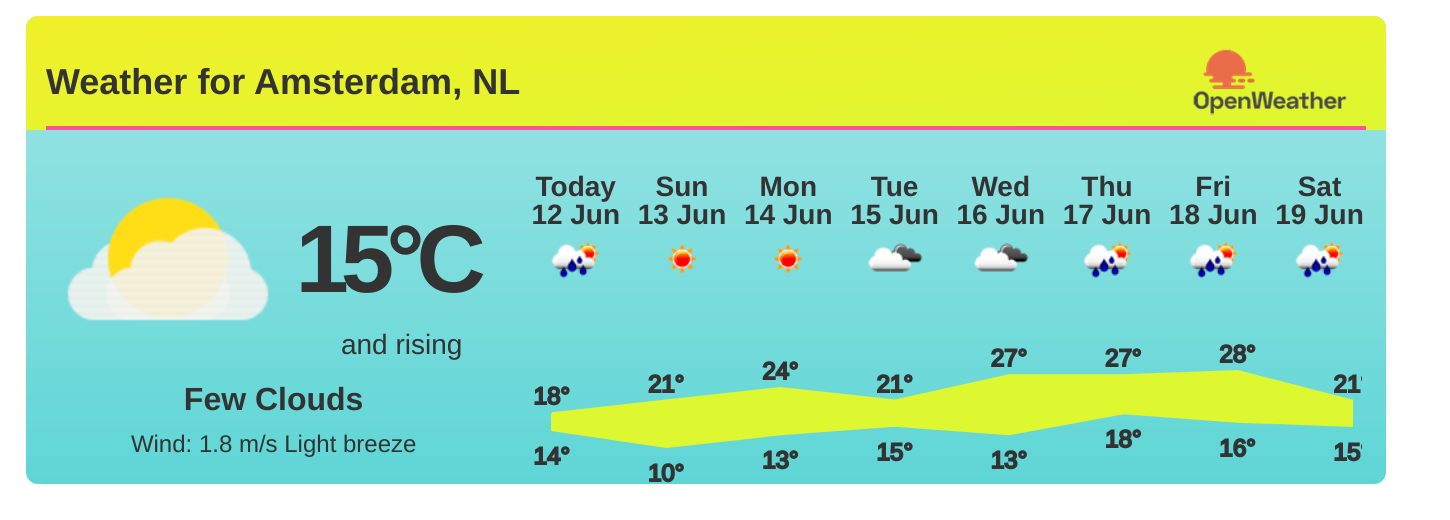 Weather for Amsterdam, NL
OpenWeather
Today Sun Mon Tue Wed Thu Fri Sat
12 Jun 13 Jun 14 Jun 15 Jun 16 Jun 17 Jun 18 Jun 19 Jun
15°C
and rising
Few Clouds
Wind: 1.8 m/s Light breeze
18° 21° 24° 21° 27° 27° 28° 21°
14° 10° 13° 15° 13° 18° 16° 15°